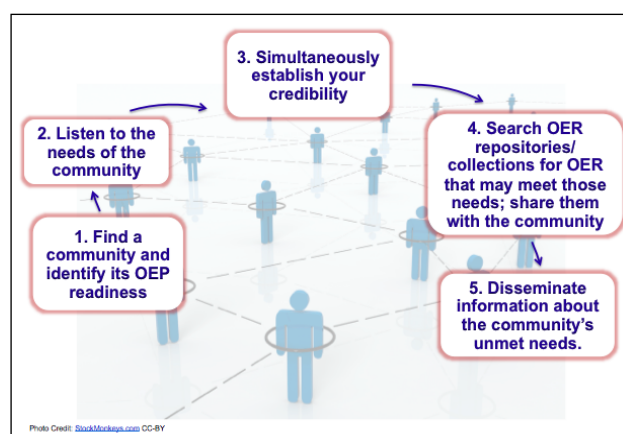 1. Find a
community and
identify its OEP
readiness
2. Listen to the
needs of the
community
3. Simultaneously
establish your
credibility
4. Search OER
repositories/
collections for OER
that may meet those
needs; share them
with the community
5. Disseminate
information about
the community's
unmet needs.
Photo Credit: StockMonkeys.com CC-BY